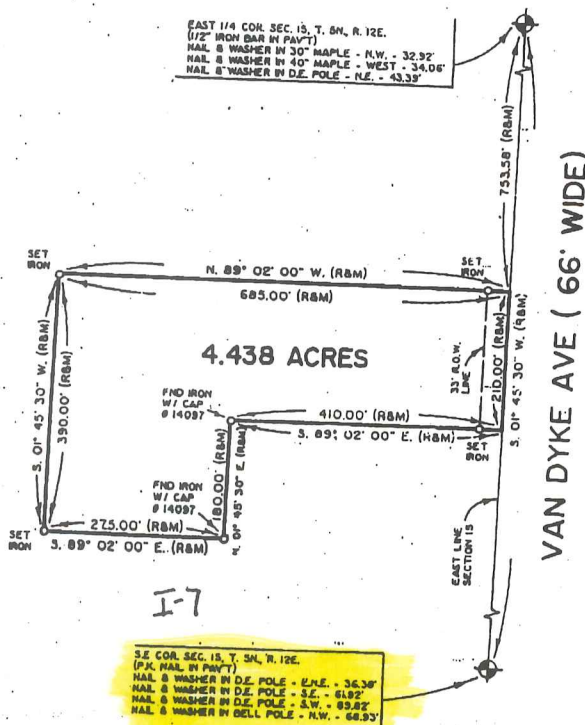 EAST 1/4 COR. SEC. 15, T. 5N., R. 12E.
(1/2" IRON BAR IN PAV'T)
NAIL & WASHER IN 30" MAPLE - N.W. - 32.92'
NAIL & WASHER IN 40" MAPLE - WEST - 34.06'
NAIL & WASHER IN D.E. POLE - N.E. - 43.39'
753.58' (R&M)
VAN DYKE AVE ( 66' WIDE)
SET IRON
N. 89° 02' 00" W. (R&M)
685.00' (R&M)
SET IRON
4.438 ACRES
33' R.O.W. LINE
210.00' (R&M)
S. 01° 45' 30" W. (R&M)
S. 01° 45' 30" W. (R&M)
390.00' (R&M)
FND IRON
W/ CAP
# 14097
410.00' (R&M)
S. 89° 02' 00" E. (R&M)
SET IRON
180.00' (R&M)
N. 01° 45' 30" E. (R&M)
FND IRON
W/ CAP
# 14097
275.00' (R&M)
S. 89° 02' 00" E. (R&M)
SET IRON
EAST LINE
SECTION 15
I-7
S.E. COR. SEC. 15, T. 5N., R. 12E.
(P.K. NAIL IN PAV'T)
NAIL & WASHER IN D.E. POLE - E.N.E. - 36.30'
NAIL & WASHER IN D.E. POLE - S.E. - 61.92'
NAIL & WASHER IN D.E. POLE - S.W. - 89.82'
NAIL & WASHER IN BELL POLE - N.W. - 68.93'